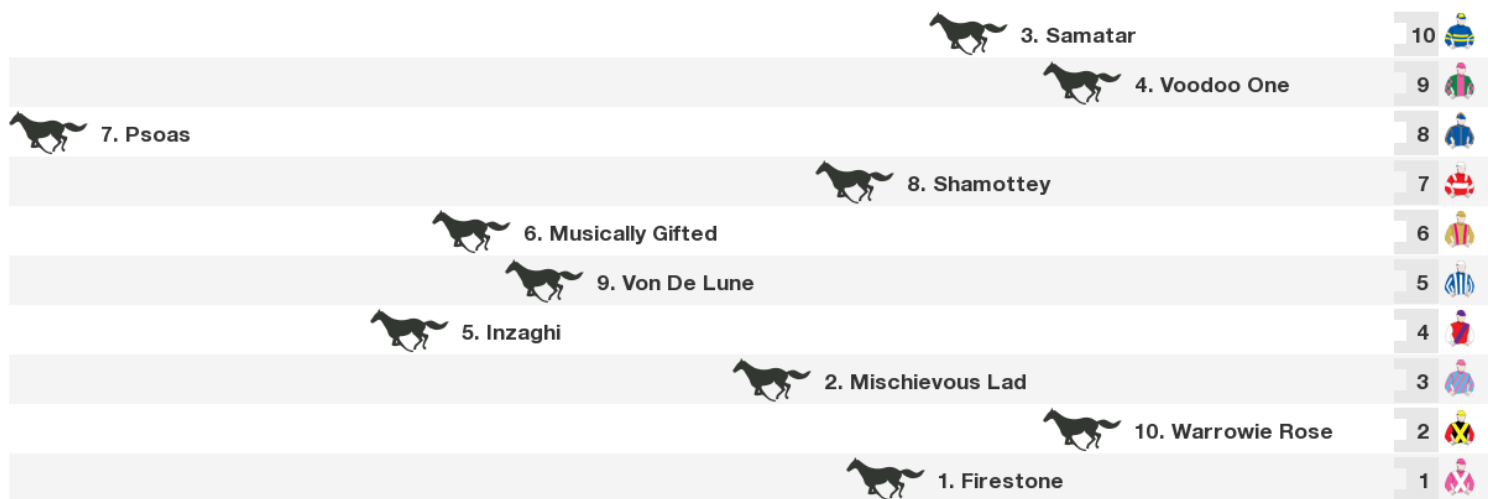 3. Samatar 10
4. Voodoo One 9
7. Psoas 8
8. Shamottey 7
6. Musically Gifted 6
9. Von De Lune 5
5. Inzaghi 4
2. Mischievous Lad 3
10. Warrowie Rose 2
1. Firestone 1